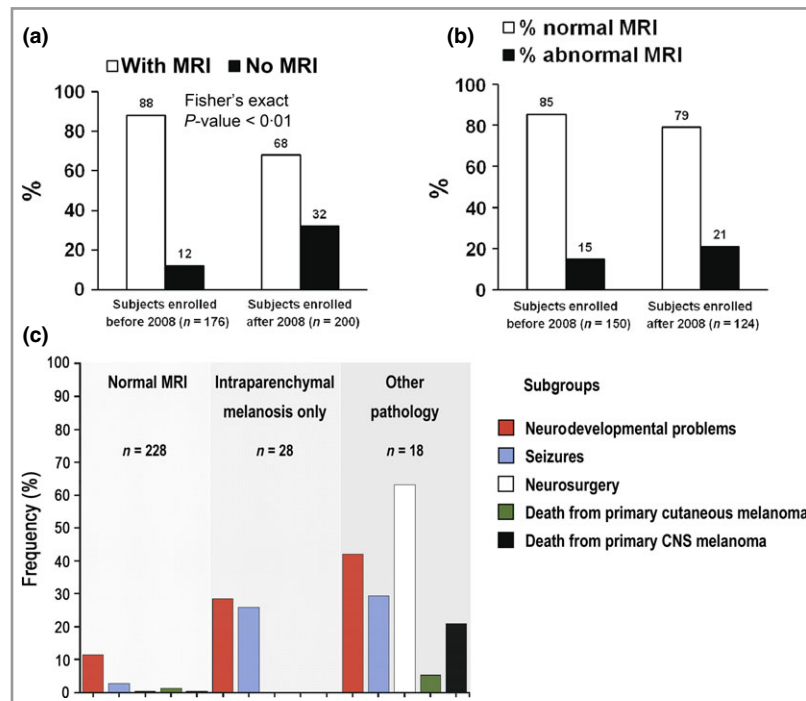 (a)
With MRI No MRI
Fisher's exact
P-value < 0·01
%
100
80
60
40
20
0
88
12
68
32
Subjects enrolled
before 2008 (n = 176)
Subjects enrolled
after 2008 (n = 200)
(b)
% normal MRI
% abnormal MRI
%
100
80
60
40
20
0
85
15
79
21
Subjects enrolled
before 2008 (n = 150)
Subjects enrolled
after 2008 (n = 124)
(c)
Frequency (%)
100
90
80
70
60
50
40
30
20
10
0
Normal MRI
n = 228
Intraparenchymal
melanosis only
n = 28
Other
pathology
n = 18
Subgroups
Neurodevelopmental problems
Seizures
Neurosurgery
Death from primary cutaneous melanoma
Death from primary CNS melanoma